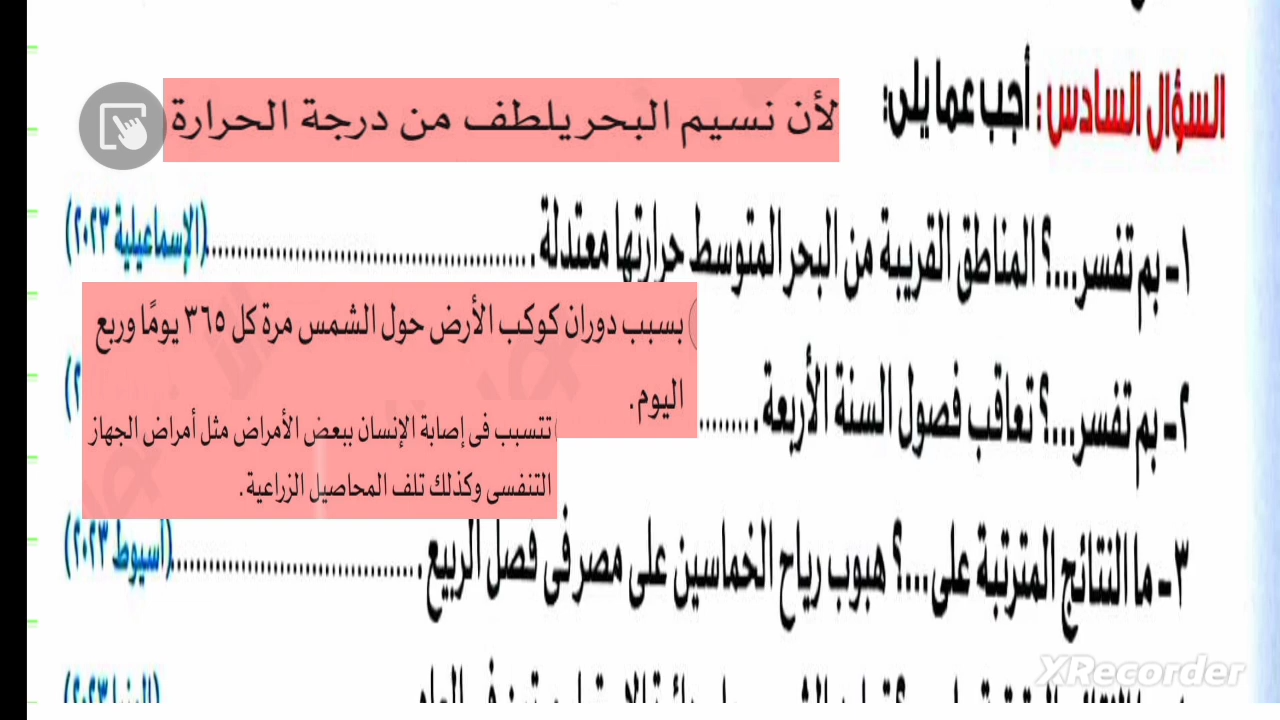 السؤال السادس: أجب عما يلى:
لأن نسيم البحر يلطف من درجة الحرارة
١- بم تفسر...؟ المناطق القريبة من البحر المتوسط حرارتها معتدلة. (الإسماعيلية ٢٠٢٣)
بسبب دوران كوكب الأرض حول الشمس مرة كل ٣٦٥ يومًا وربع
اليوم.
٢- بم تفسر...؟ تعاقب فصول السنة الأربعة.
تتسبب فى إصابة الإنسان ببعض الأمراض مثل أمراض الجهاز
التنفسى وكذلك تلف المحاصيل الزراعية.
٣- ما النتائج المترتبة على...؟ هبوب رياح الخماسين على مصر فى فصل الربيع. (أسيوط ٢٠٢٣)
XRecorder